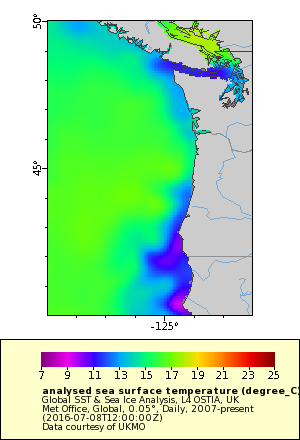 50°
45°
-125°
7 9 11 13 15 17 19 21 23 25
analysed sea surface temperature (degree_C)
Global SST & Sea Ice Analysis, L4 OSTIA, UK
Met Office, Global, 0.05°, Daily, 2007-present
(2016-07-08T12:00:00Z)
Data courtesy of UKMO